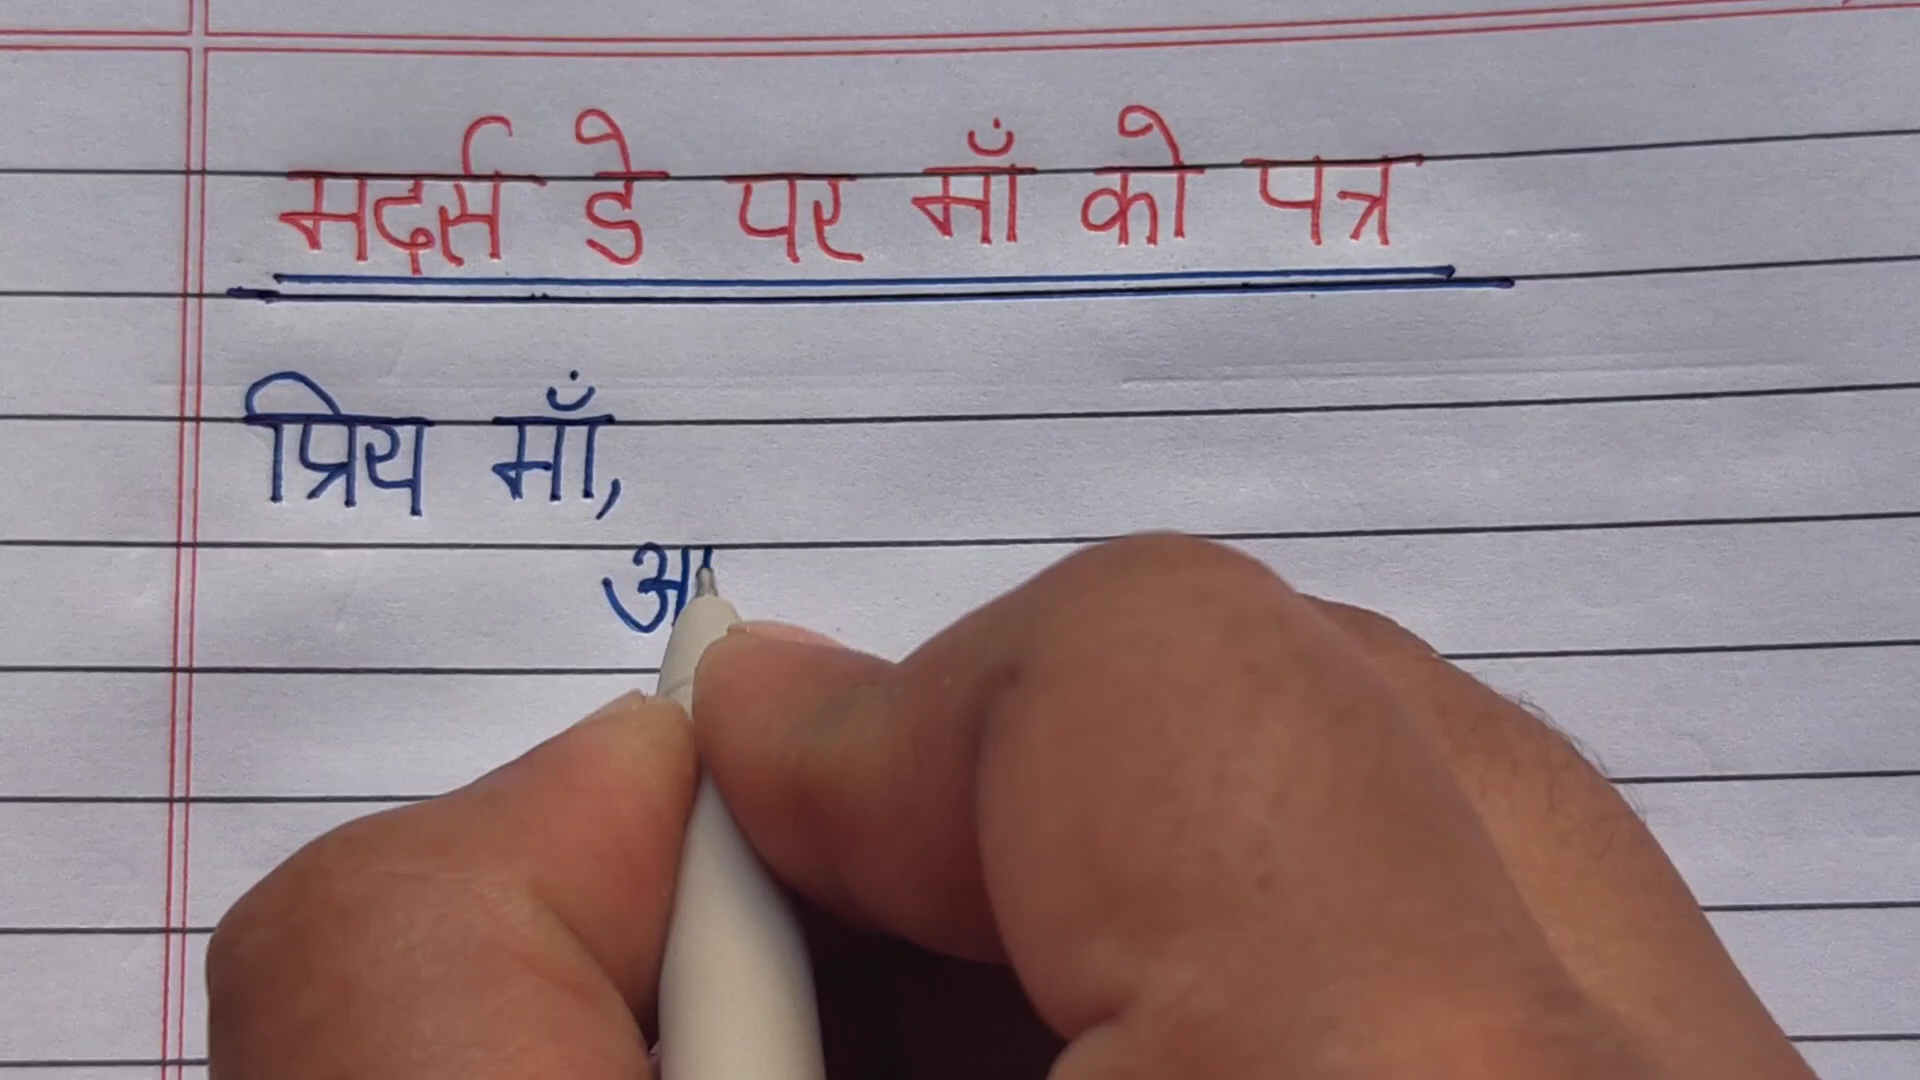 मदर्स डे पर माँ को पत्र
प्रिय माँ,
आ